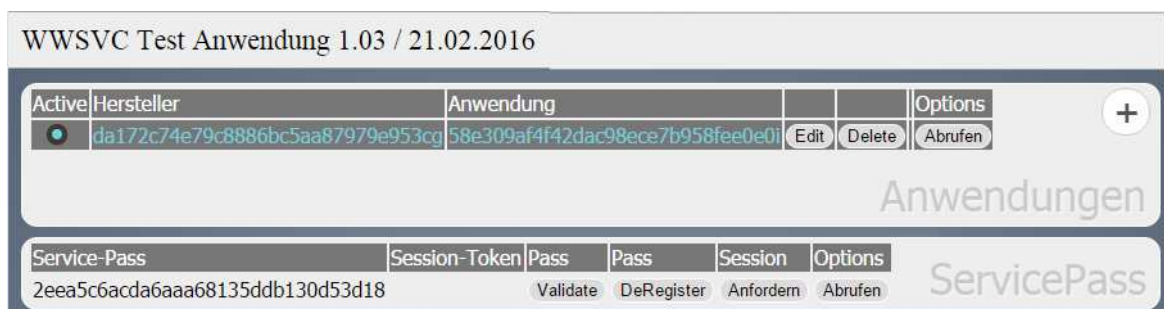 WWSVC Test Anwendung 1.03 / 21.02.2016
Active Hersteller Anwendung Options
da172c74e79c8886bc5aa87979e953cg 58e309af4f42dac98ece7b958fee0e0i Edit Delete Abrufen
+
Anwendungen
Service-Pass Session-Token Pass Pass Session Options
2eea5c6acda6aaa68135ddb130d53d18 Validate DeRegister Anfordern Abrufen
ServicePass